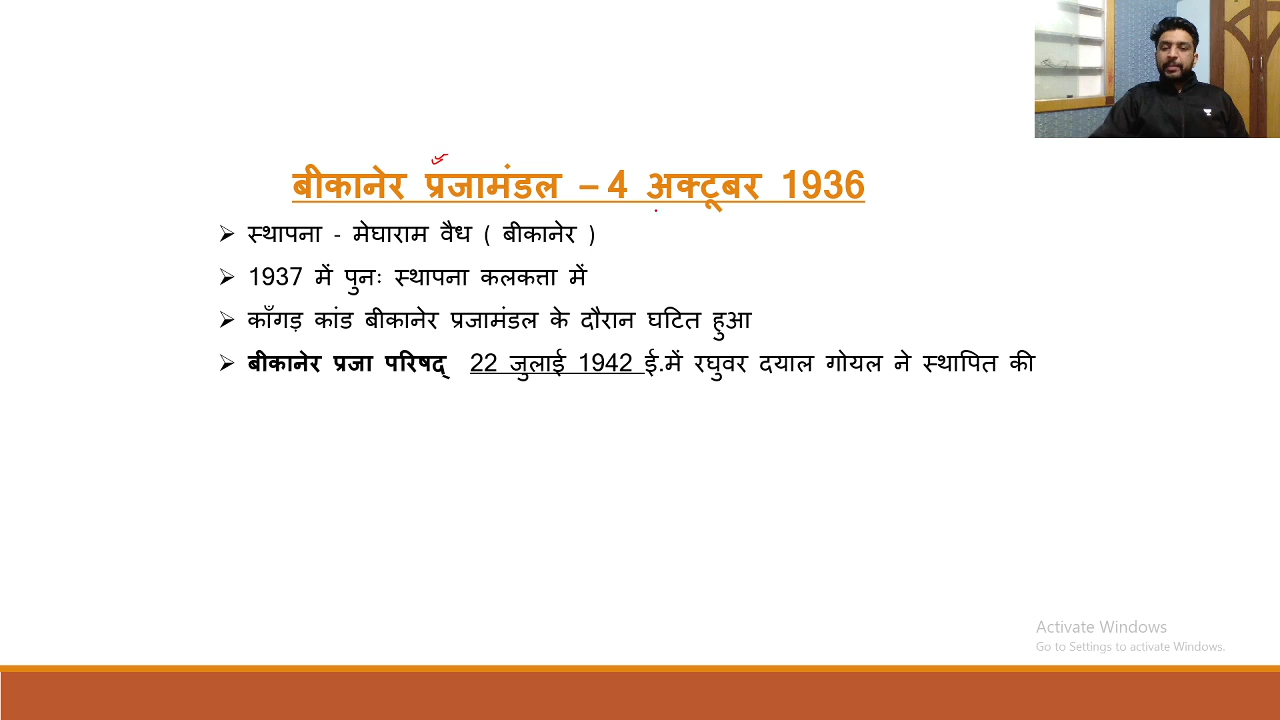 बीकानेर प्रजामंडल – 4 अक्टूबर 1936
➢ स्थापना - मेघाराम वैध ( बीकानेर )
➢ 1937 में पुनः स्थापना कलकत्ता में
➢ काँगड़ कांड बीकानेर प्रजामंडल के दौरान घटित हुआ
➢ बीकानेर प्रजा परिषद् 22 जुलाई 1942 ई.में रघुवर दयाल गोयल ने स्थापित की
Activate Windows
Go to Settings to activate Windows.